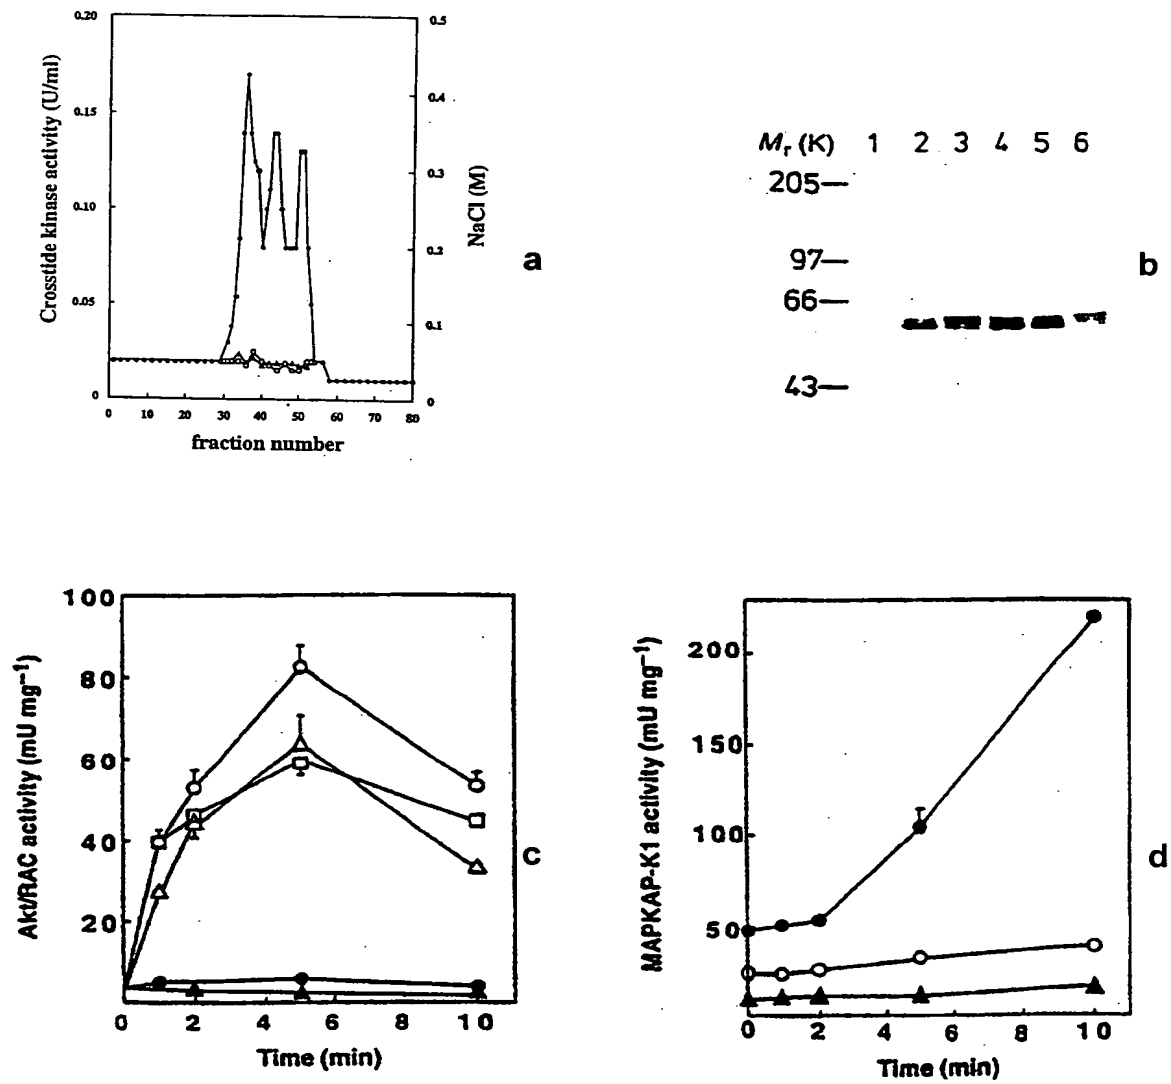 0.20
0.15
0.10
0.05
0
0.5
0.4
0.3
0.2
0.1
0
Crosstide kinase activity (U/ml)
NaCl (M)
0 10 20 30 40 50 60 70 80
fraction number
a
Mr (K) 1 2 3 4 5 6
205—
97—
66—
43—
b
100
80
60
40
20
Akt/RAC activity (mU mg–1)
0 2 4 6 8 10
Time (min)
c
200
150
100
50
MAPKAP-K1 activity (mU mg–1)
0 2 4 6 8 10
Time (min)
d